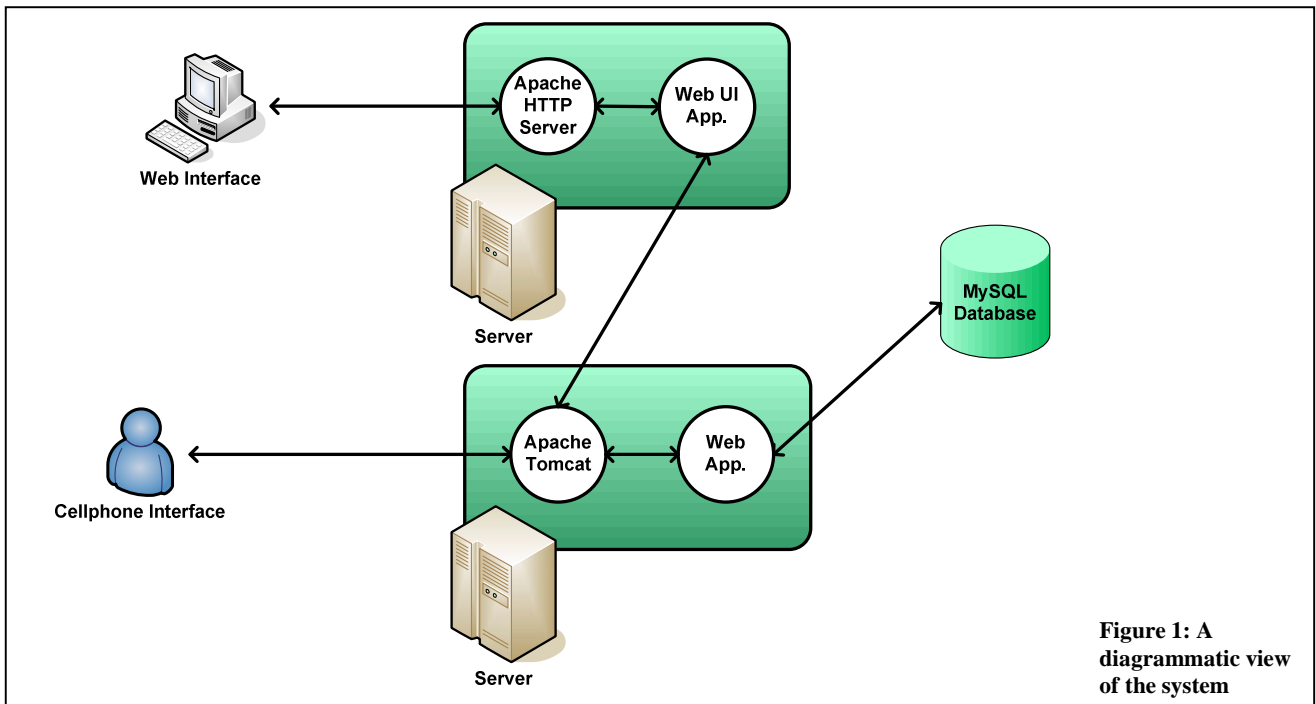 Apache
HTTP
Server
Web UI
App.
Web Interface
Server
MySQL
Database
Apache
Tomcat
Web
App.
Cellphone Interface
Server
Figure 1: A
diagrammatic view
of the system